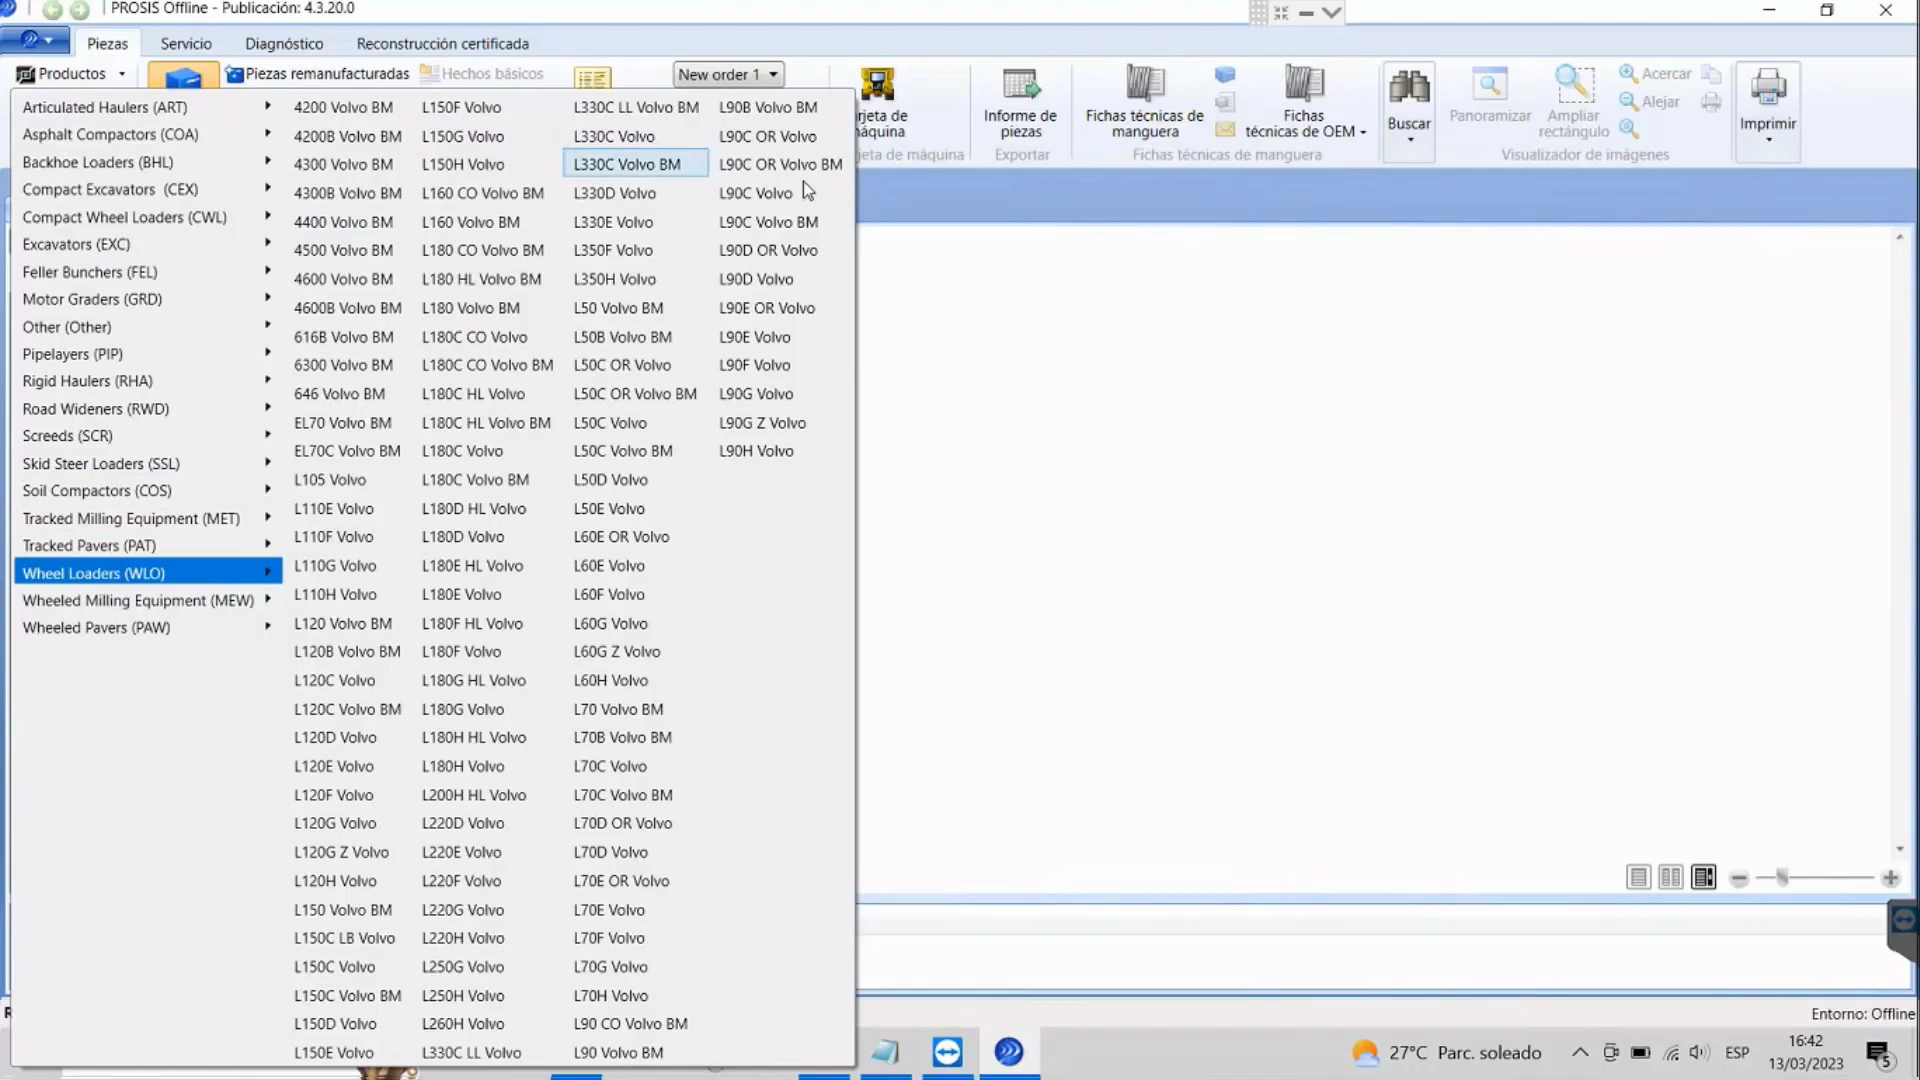 PROSIS Offline - Publicación: 4.3.20.0
Piezas
Servicio
Diagnóstico
Reconstrucción certificada
Productos
Piezas remanufacturadas
Hechos básicos
New order 1
rjeta de
náquina
jeta de máquina
Informe de
piezas
Exportar
Fichas técnicas de
manguera
Fichas
técnicas de OEM
Fichas técnicas de manguera
Buscar
Panoramizar
Ampliar
rectángulo
Acercar
Alejar
Visualizador de imágenes
Imprimir
Articulated Haulers (ART)
Asphalt Compactors (COA)
Backhoe Loaders (BHL)
Compact Excavators (CEX)
Compact Wheel Loaders (CWL)
Excavators (EXC)
Feller Bunchers (FEL)
Motor Graders (GRD)
Other (Other)
Pipelayers (PIP)
Rigid Haulers (RHA)
Road Wideners (RWD)
Screeds (SCR)
Skid Steer Loaders (SSL)
Soil Compactors (COS)
Tracked Milling Equipment (MET)
Tracked Pavers (PAT)
Wheel Loaders (WLO)
Wheeled Milling Equipment (MEW)
Wheeled Pavers (PAW)
4200 Volvo BM
4200B Volvo BM
4300 Volvo BM
4300B Volvo BM
4400 Volvo BM
4500 Volvo BM
4600 Volvo BM
4600B Volvo BM
616B Volvo BM
6300 Volvo BM
646 Volvo BM
EL70 Volvo BM
EL70C Volvo BM
L105 Volvo
L110E Volvo
L110F Volvo
L110G Volvo
L110H Volvo
L120 Volvo BM
L120B Volvo BM
L120C Volvo
L120C Volvo BM
L120D Volvo
L120E Volvo
L120F Volvo
L120G Volvo
L120G Z Volvo
L120H Volvo
L150 Volvo BM
L150C LB Volvo
L150C Volvo
L150C Volvo BM
L150D Volvo
L150E Volvo
L150F Volvo
L150G Volvo
L150H Volvo
L160 CO Volvo BM
L160 Volvo BM
L180 CO Volvo BM
L180 HL Volvo BM
L180 Volvo BM
L180C CO Volvo
L180C CO Volvo BM
L180C HL Volvo
L180C HL Volvo BM
L180C Volvo
L180C Volvo BM
L180D HL Volvo
L180D Volvo
L180E HL Volvo
L180E Volvo
L180F HL Volvo
L180F Volvo
L180G HL Volvo
L180G Volvo
L180H HL Volvo
L180H Volvo
L200H HL Volvo
L220D Volvo
L220E Volvo
L220F Volvo
L220G Volvo
L220H Volvo
L250G Volvo
L250H Volvo
L260H Volvo
L330C LL Volvo
L330C LL Volvo BM
L330C Volvo
L330C Volvo BM
L330D Volvo
L330E Volvo
L350F Volvo
L350H Volvo
L50 Volvo BM
L50B Volvo BM
L50C OR Volvo
L50C OR Volvo BM
L50C Volvo
L50C Volvo BM
L50D Volvo
L50E Volvo
L60E OR Volvo
L60E Volvo
L60F Volvo
L60G Volvo
L60G Z Volvo
L60H Volvo
L70 Volvo BM
L70B Volvo BM
L70C Volvo
L70C Volvo BM
L70D OR Volvo
L70D Volvo
L70E OR Volvo
L70E Volvo
L70F Volvo
L70G Volvo
L70H Volvo
L90 CO Volvo BM
L90 Volvo BM
L90B Volvo BM
L90C OR Volvo
L90C OR Volvo BM
L90C Volvo
L90C Volvo BM
L90D OR Volvo
L90D Volvo
L90E OR Volvo
L90E Volvo
L90F Volvo
L90G Volvo
L90G Z Volvo
L90H Volvo
Entorno: Offline
27°C Parc. soleado
ESP
16:42
13/03/2023
5